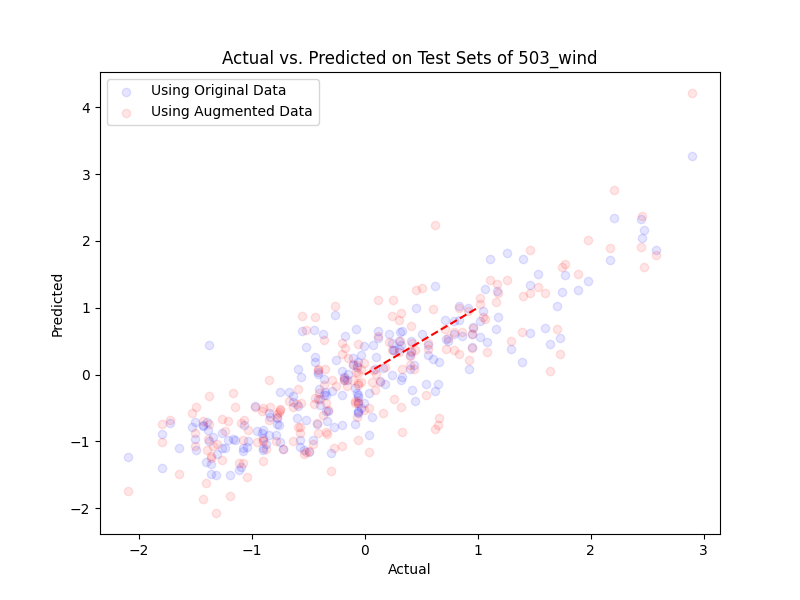 Actual vs. Predicted on Test Sets of 503_wind
Using Original Data
Using Augmented Data
4
3
2
1
0
−1
−2
Predicted
−2 −1 0 1 2 3
Actual